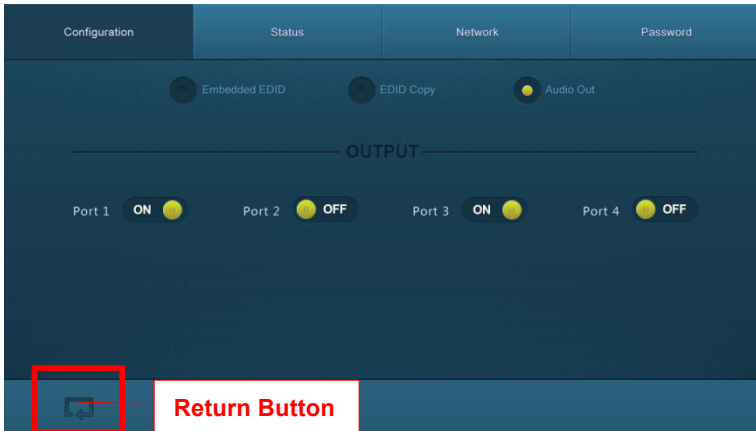 Configuration Status Network Password
Embedded EDID EDID Copy Audio Out
OUTPUT
Port 1 ON Port 2 OFF Port 3 ON Port 4 OFF
Return Button